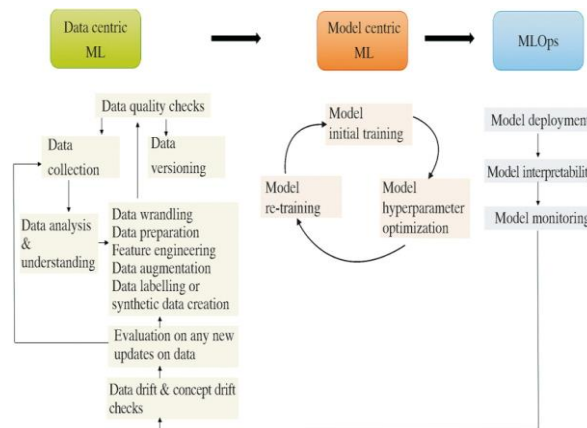 Data centric
ML
Model centric
ML
MLOps
Data quality checks
Data
collection
Data
versioning
Data analysis
&
understanding
Data wrandling
Data preparation
Feature engineering
Data augmentation
Data labelling or
synthetic data creation
Evaluation on any new
updates on data
Data drift & concept drift
checks
Model
initial training
Model
re-training
Model
hyperparameter
optimization
Model deployment
Model interpretabilit
Model monitoring